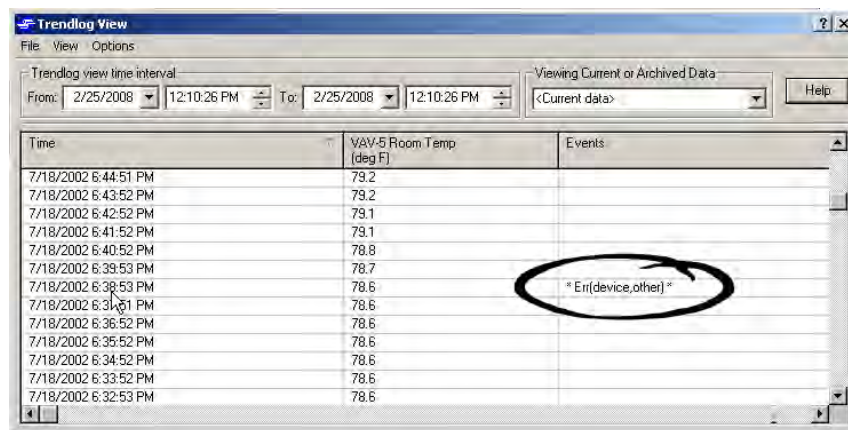 Trendlog View
File View Options
Trendlog view time interval
From: 2/25/2008 12:10:26 PM To: 2/25/2008 12:10:26 PM
Viewing Current or Archived Data
<Current data>
Help
Time VAV-5 Room Temp (deg F) Events
7/18/2002 6:44:51 PM 79.2
7/18/2002 6:43:52 PM 79.2
7/18/2002 6:42:52 PM 79.1
7/18/2002 6:41:52 PM 79.1
7/18/2002 6:40:52 PM 78.8
7/18/2002 6:39:53 PM 78.7
7/18/2002 6:38:53 PM 78.6 * Err(device,other) *
7/18/2002 PM 78.6
7/18/2002 6:36:52 PM 78.6
7/18/2002 6:35:52 PM 78.6
7/18/2002 6:34:52 PM 78.6
7/18/2002 6:33:52 PM 78.6
7/18/2002 6:32:53 PM 78.6